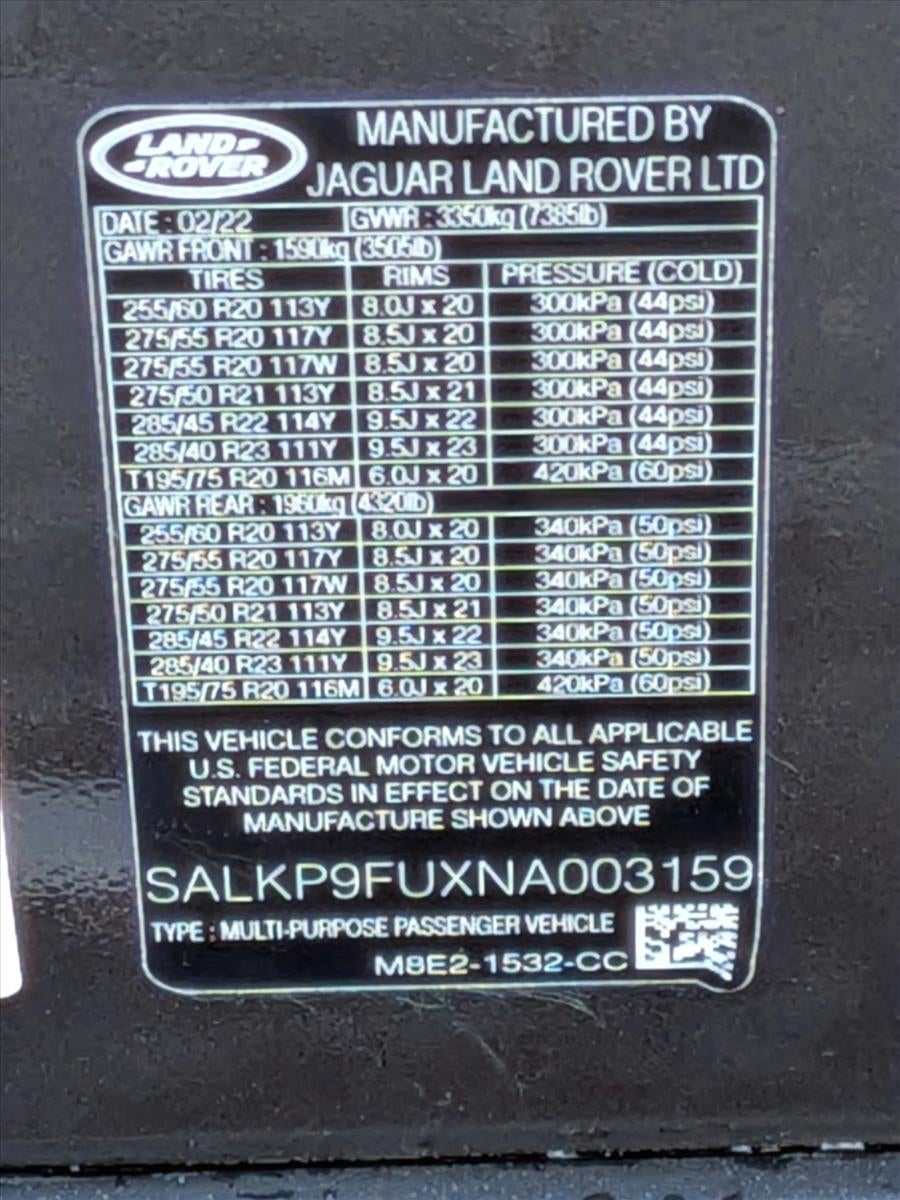 LAND
ROVER
MANUFACTURED BY
JAGUAR LAND ROVER LTD
DATE : 02/22 GVWR : 3350kg (7385lb)
GAWR FRONT : 1590kg (3505lb)
TIRES RIMS PRESSURE (COLD)
255/60 R20 113Y 8.0J x 20 300kPa (44psi)
275/55 R20 117Y 8.5J x 20 300kPa (44psi)
275/55 R20 117W 8.5J x 20 300kPa (44psi)
275/50 R21 113Y 8.5J x 21 300kPa (44psi)
285/45 R22 114Y 9.5J x 22 300kPa (44psi)
285/40 R23 111Y 9.5J x 23 300kPa (44psi)
T195/75 R20 116M 6.0J x 20 420kPa (60psi)
GAWR REAR : 1960kg (4320lb)
255/60 R20 113Y 8.0J x 20 340kPa (50psi)
275/55 R20 117Y 8.5J x 20 340kPa (50psi)
275/55 R20 117W 8.5J x 20 340kPa (50psi)
275/50 R21 113Y 8.5J x 21 340kPa (50psi)
285/45 R22 114Y 9.5J x 22 340kPa (50psi)
285/40 R23 111Y 9.5J x 23 340kPa (50psi)
T195/75 R20 116M 6.0J x 20 420kPa (60psi)
THIS VEHICLE CONFORMS TO ALL APPLICABLE
U.S. FEDERAL MOTOR VEHICLE SAFETY
STANDARDS IN EFFECT ON THE DATE OF
MANUFACTURE SHOWN ABOVE
SALKP9FUXNA003159
TYPE : MULTI-PURPOSE PASSENGER VEHICLE
M8E2-1532-CC